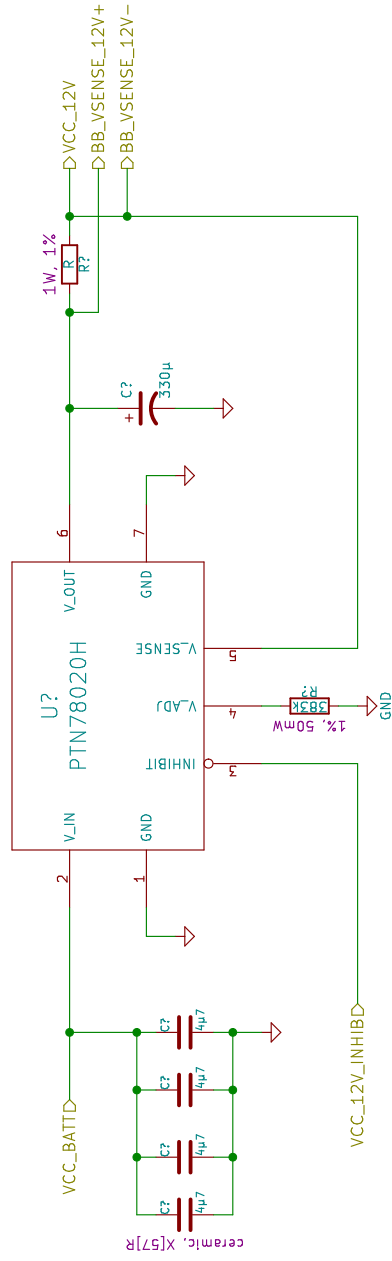 VCC_12V
BB_VSENSE_12V+
BB_VSENSE_12V-
1W, 1%
R
R?
C?
+
330µ
6
7
V_OUT
GND
V_SENSE
5
U?
PTN78020H
V_ADJ
4
R?
383k
1%, 50mW
GND
INHIBIT
3
V_IN
GND
2
1
C?
4µ7
C?
4µ7
C?
4µ7
C?
4µ7
VCC_BATT
VCC_12V_INHIB
ceramic, X[57]R